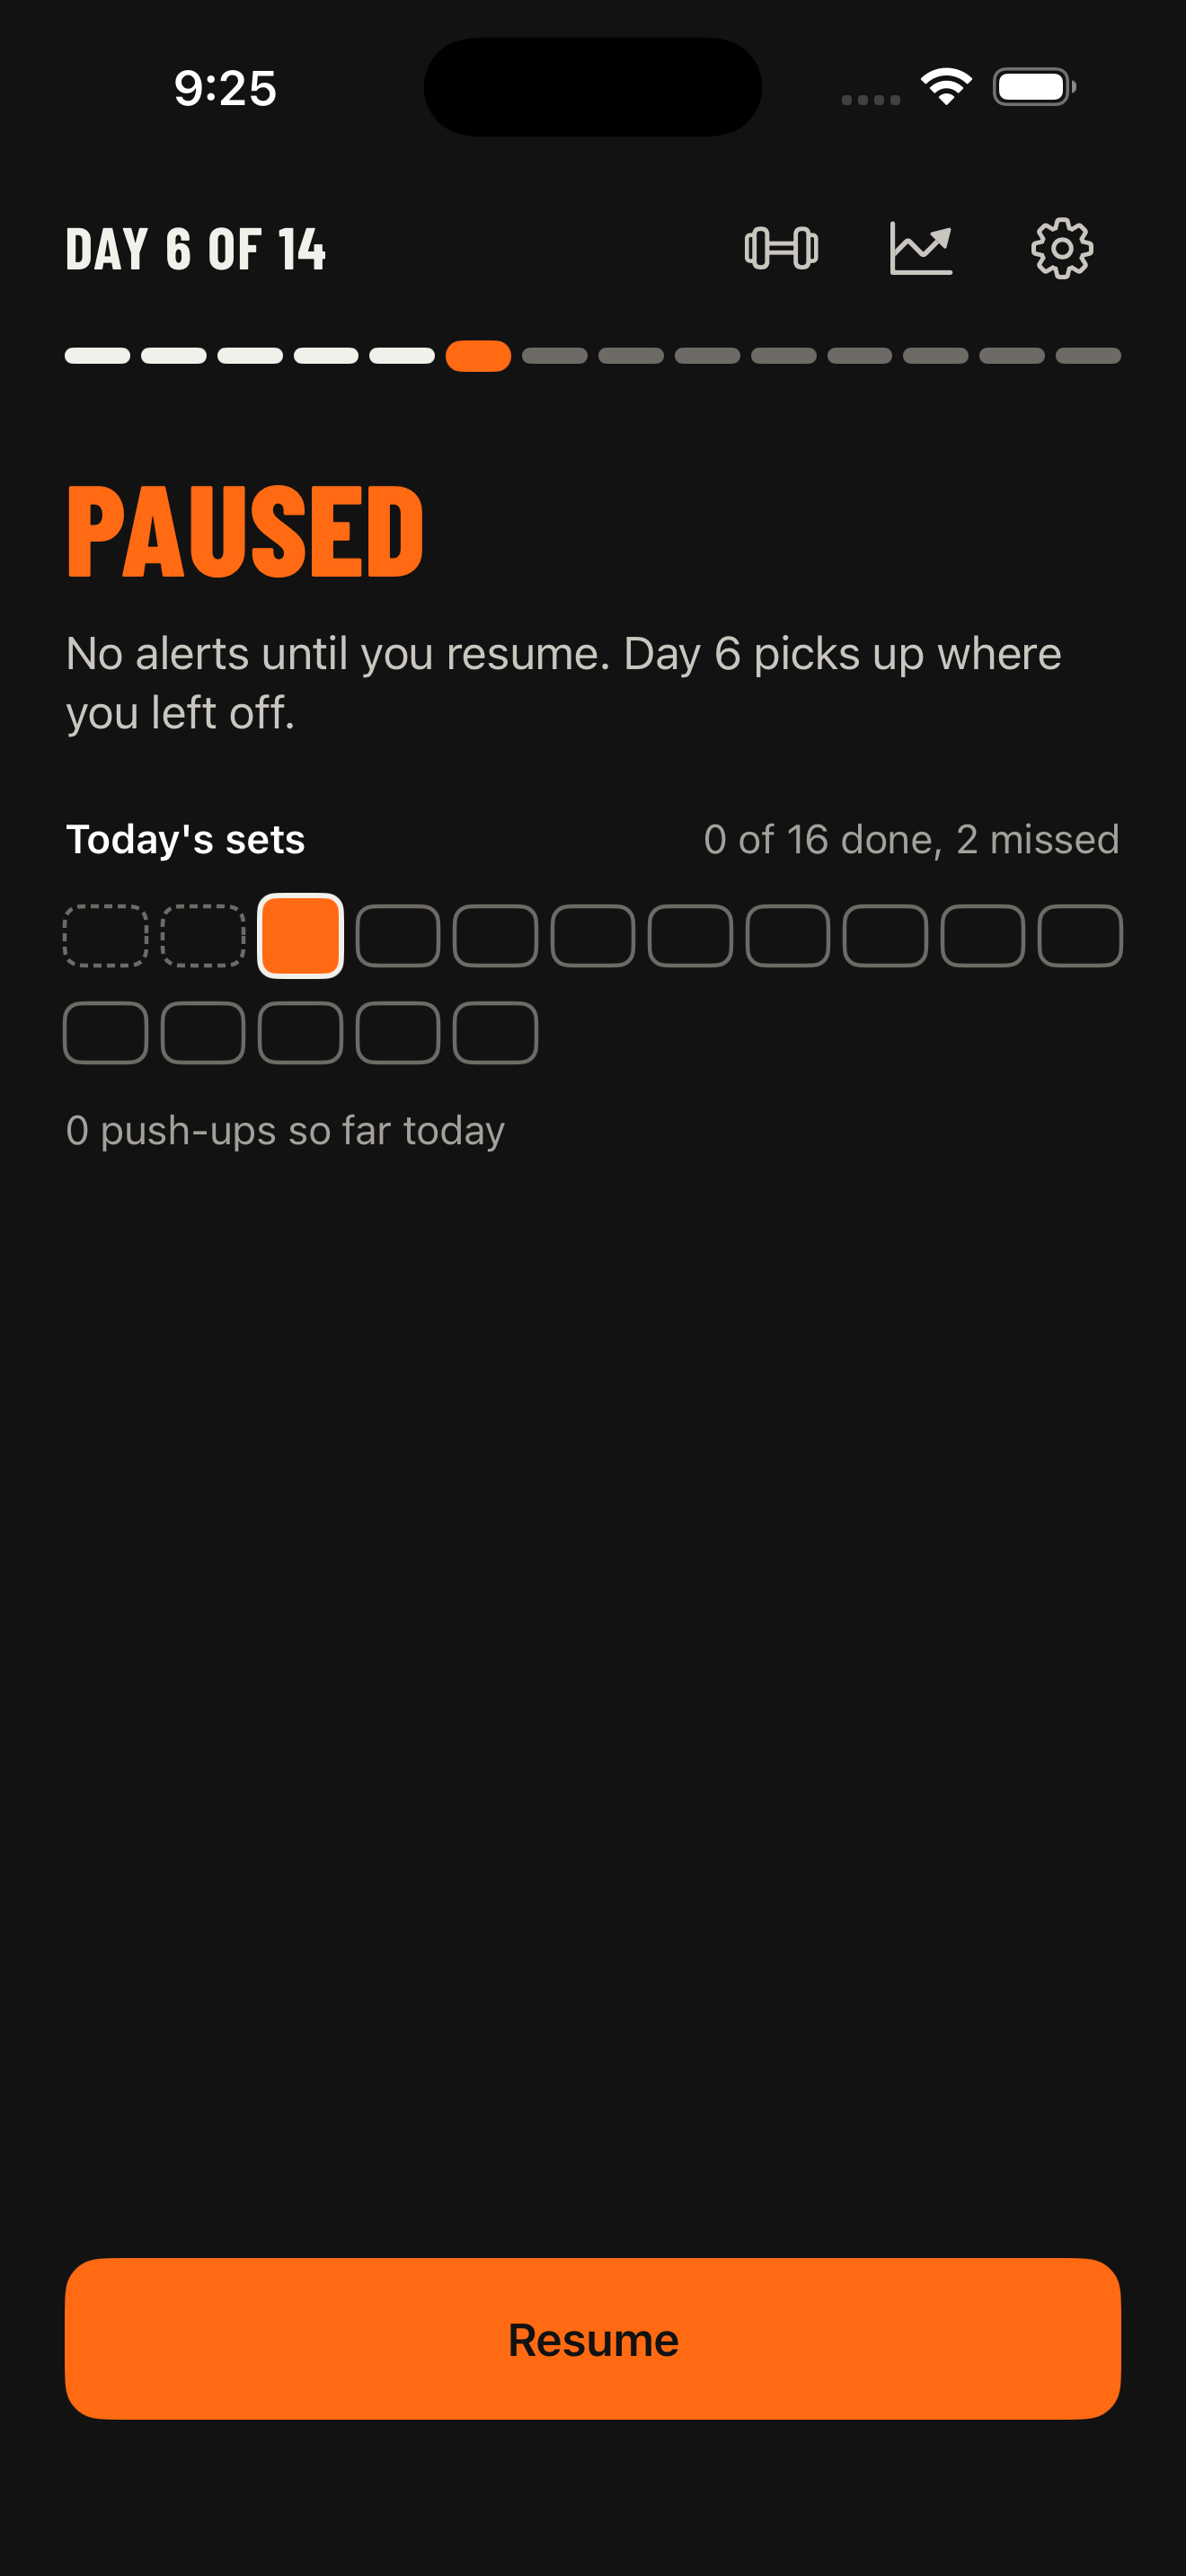 9:25
DAY 6 OF 14
PAUSED
No alerts until you resume. Day 6 picks up where
you left off.
Today's sets
0 of 16 done, 2 missed
0 push-ups so far today
Resume